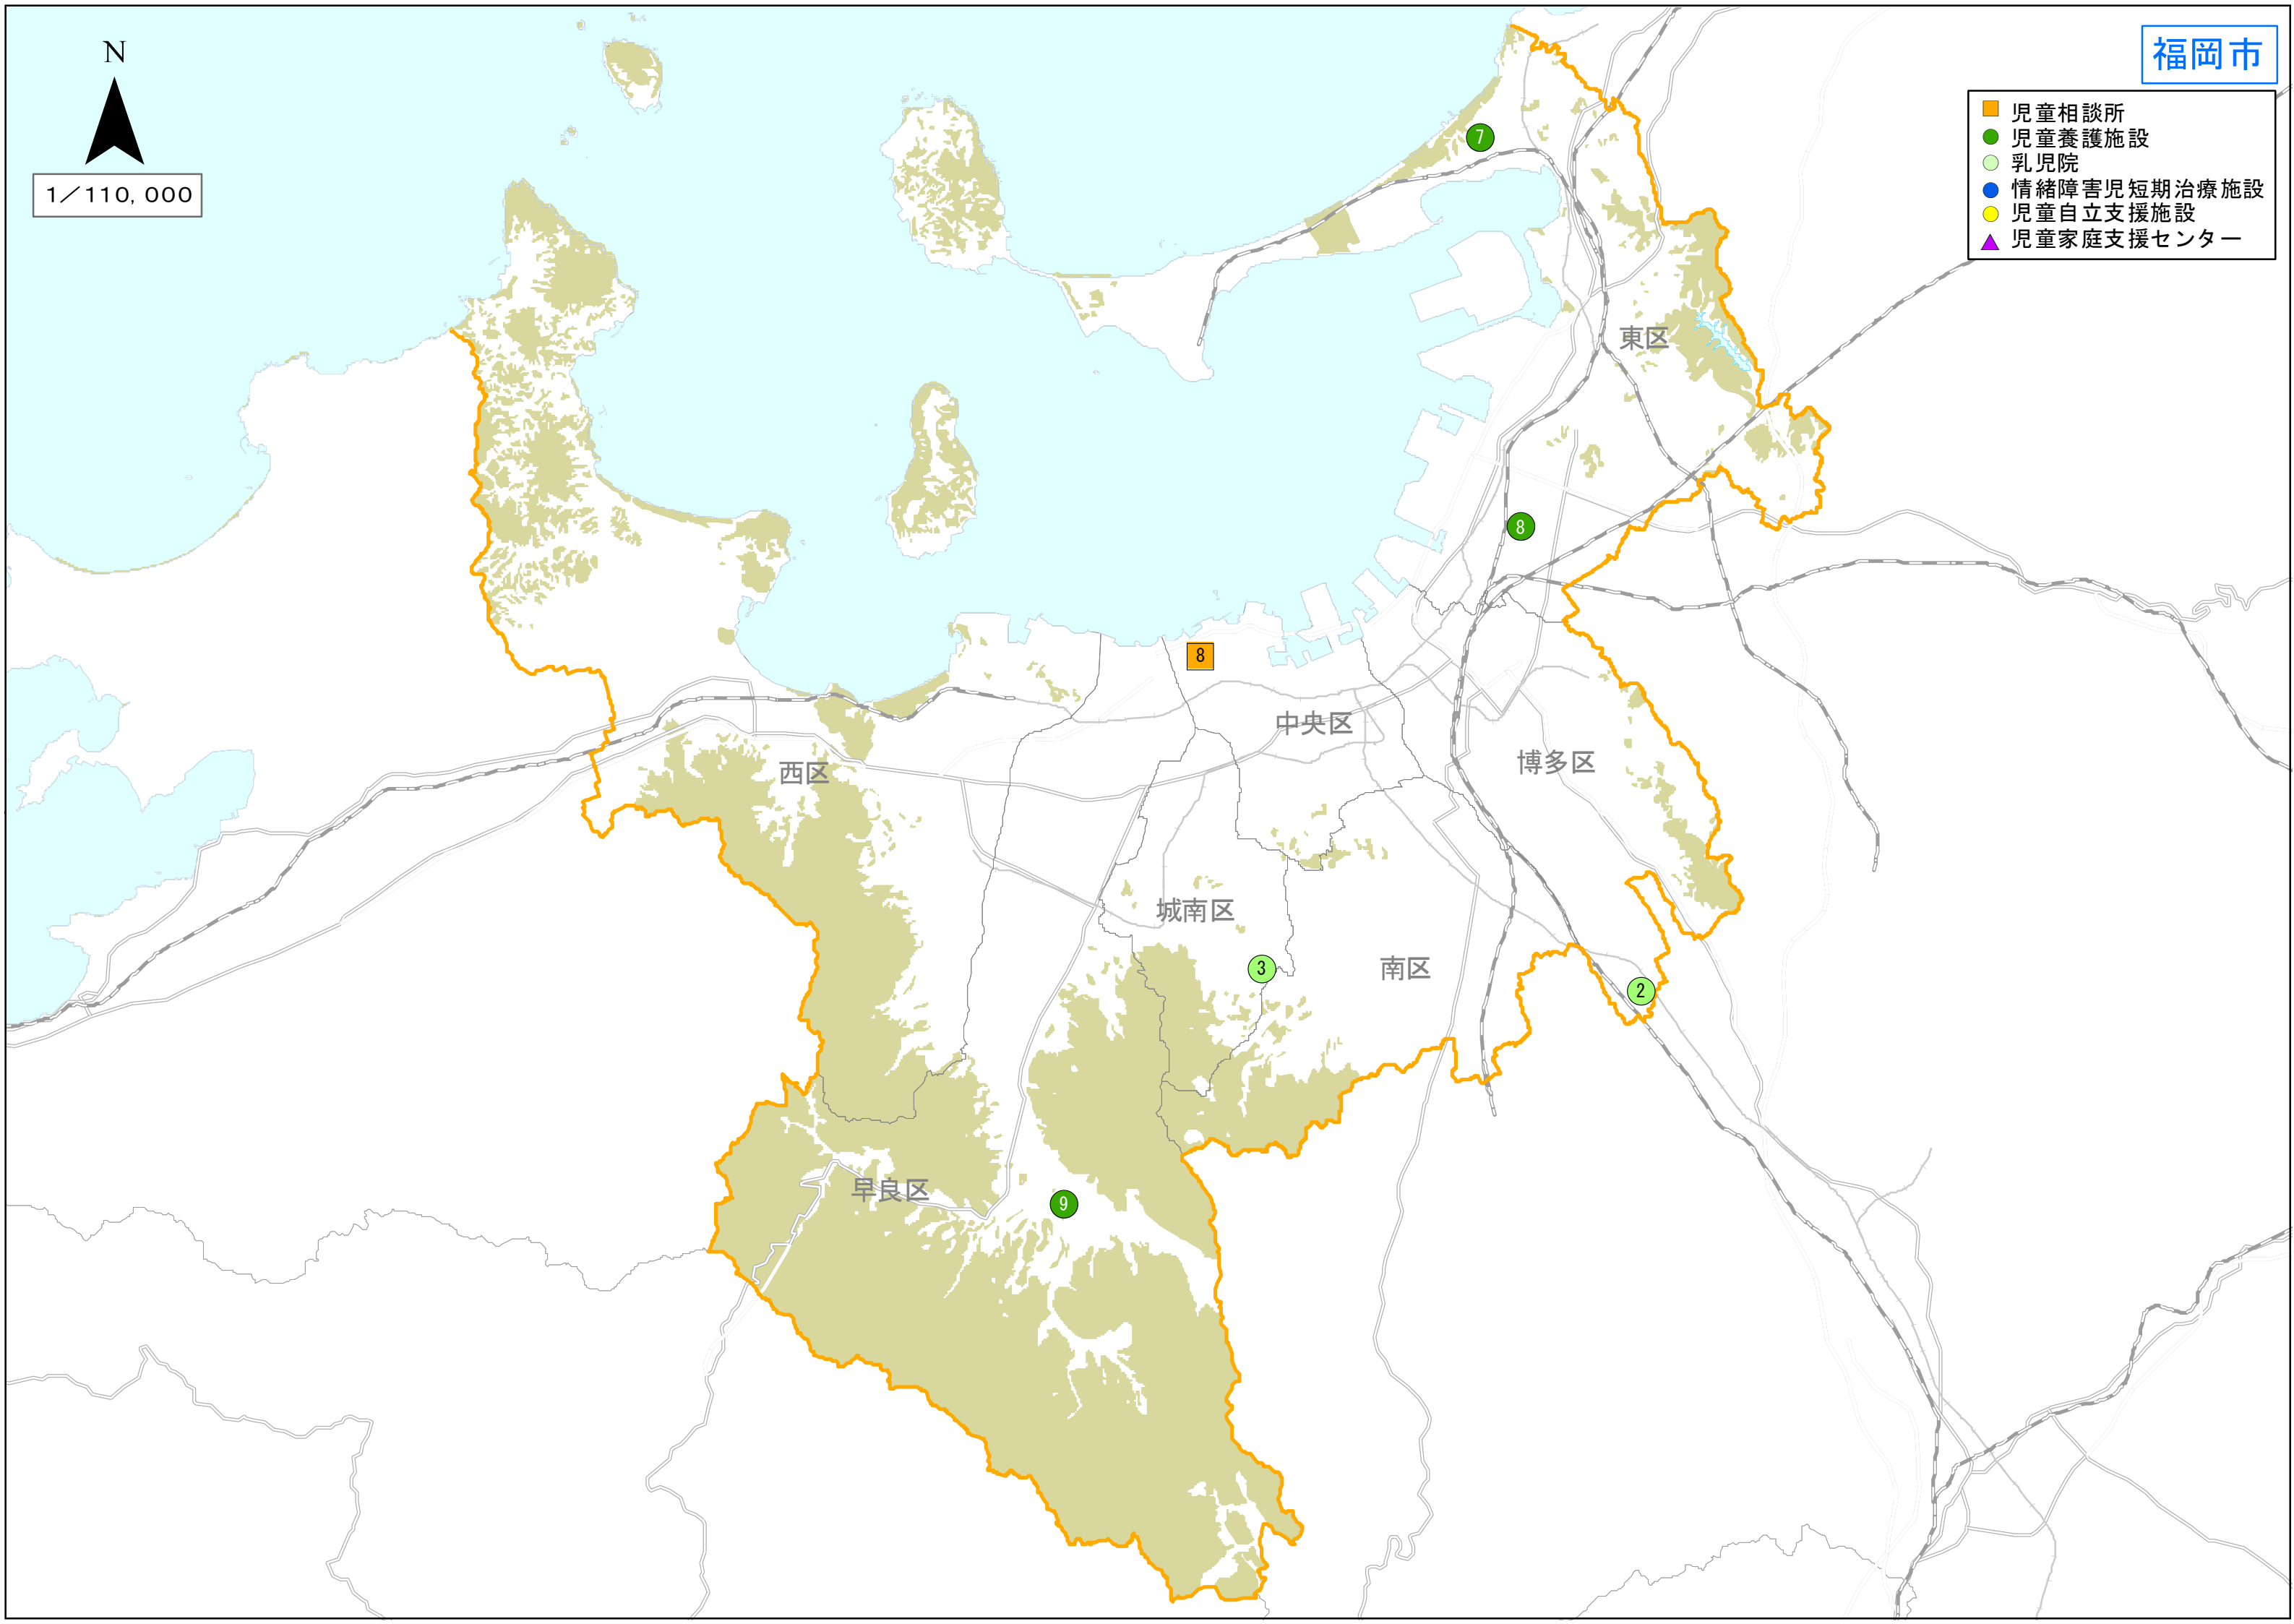 N
1／110,000
福岡市
児童相談所
児童養護施設
乳児院
情緒障害児短期治療施設
児童自立支援施設
児童家庭支援センター
7
東区
8
8
中央区
博多区
西区
城南区
3
南区
2
早良区
9